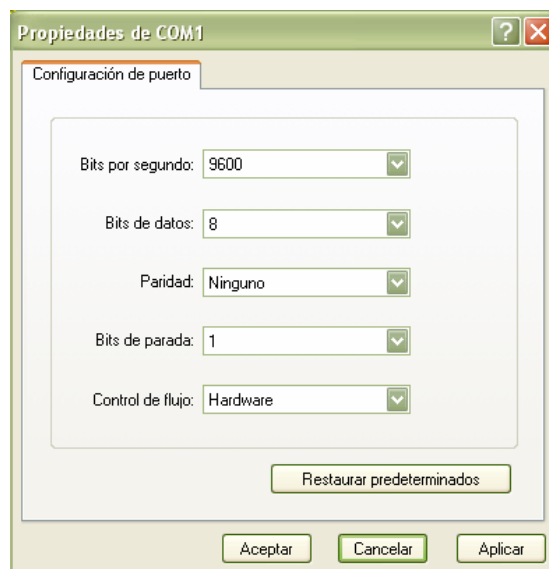 Propiedades de COM1
Configuración de puerto
Bits por segundo: 9600
Bits de datos: 8
Paridad: Ninguno
Bits de parada: 1
Control de flujo: Hardware
Restaurar predeterminados
Aceptar Cancelar Aplicar